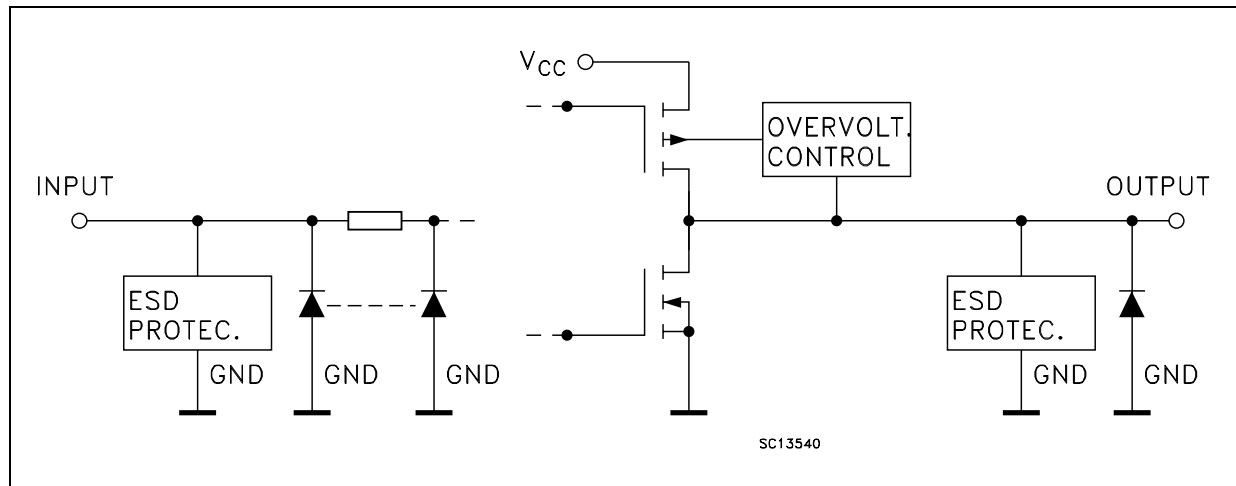 VCC
OVERVOLT.
CONTROL
INPUT
OUTPUT
ESD
PROTEC.
ESD
PROTEC.
GND
GND
GND
GND
GND
SC13540